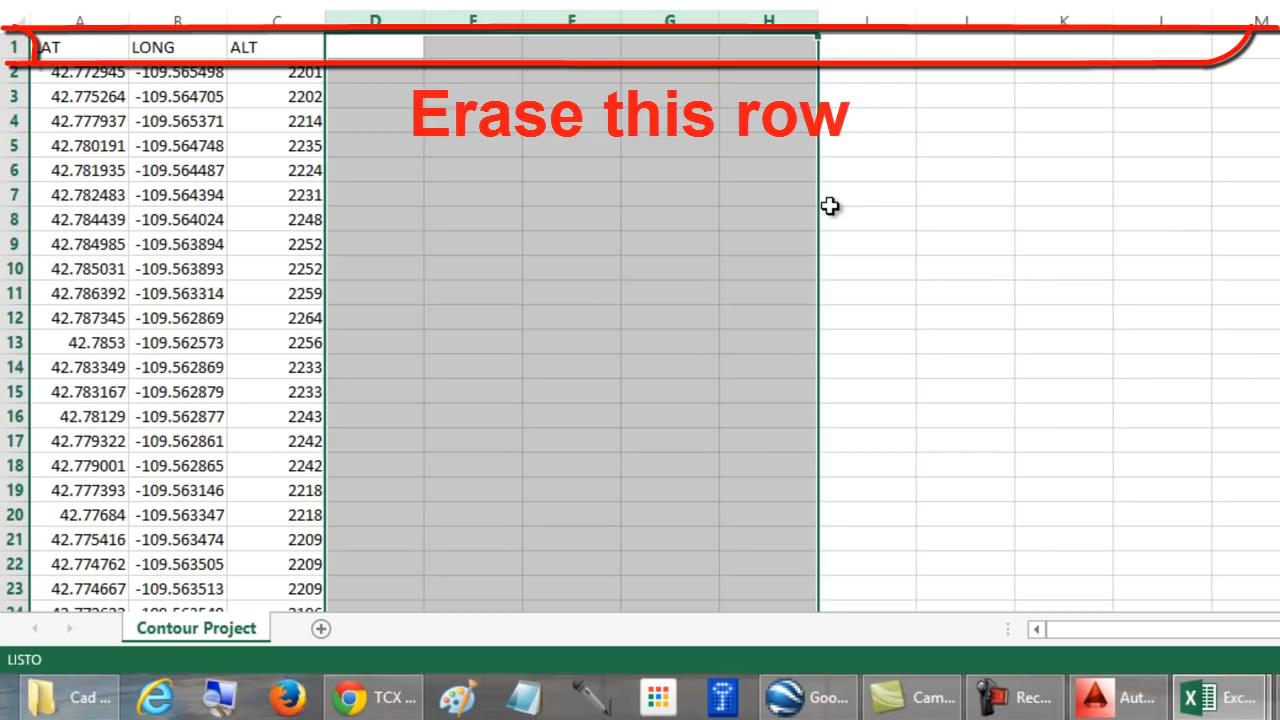 A B C D E F G H I J K L M
1 LAT LONG ALT
2 42.772945 -109.565498 2201
3 42.775264 -109.564705 2202
Erase this row
4 42.777937 -109.565371 2214
5 42.780191 -109.564748 2235
6 42.781935 -109.564487 2224
7 42.782483 -109.564394 2231
8 42.784439 -109.564024 2248
9 42.784985 -109.563894 2252
10 42.785031 -109.563893 2252
11 42.786392 -109.563314 2259
12 42.787345 -109.562869 2264
13 42.7853 -109.562573 2256
14 42.783349 -109.562869 2233
15 42.783167 -109.562879 2233
16 42.78129 -109.562877 2243
17 42.779322 -109.562861 2242
18 42.779001 -109.562865 2242
19 42.777393 -109.563146 2218
20 42.77684 -109.563347 2218
21 42.775416 -109.563474 2209
22 42.774762 -109.563505 2209
23 42.774667 -109.563513 2209
Contour Project
LISTO
Cad ... TCX ... Goo... Cam... Rec... Aut... Exc...